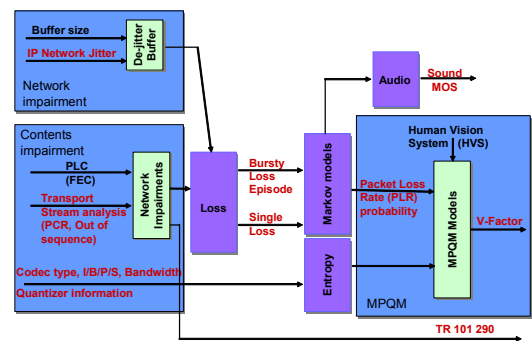 Buffer size
IP Network Jitter
De-jitter
Buffer
Network
impairment
Audio
Sound
MOS
Contents
impairment
PLC
(FEC)
Transport
Stream analysis
(PCR, Out of
sequence)
Network
Impairments
Loss
Bursty
Loss
Episode
Single
Loss
Markov models
Human Vision
System (HVS)
Packet Loss
Rate (PLR)
probability
MPQM Models
V-Factor
Codec type, I/B/P/S, Bandwidth
Quantizer information
Entropy
MPQM
TR 101 290